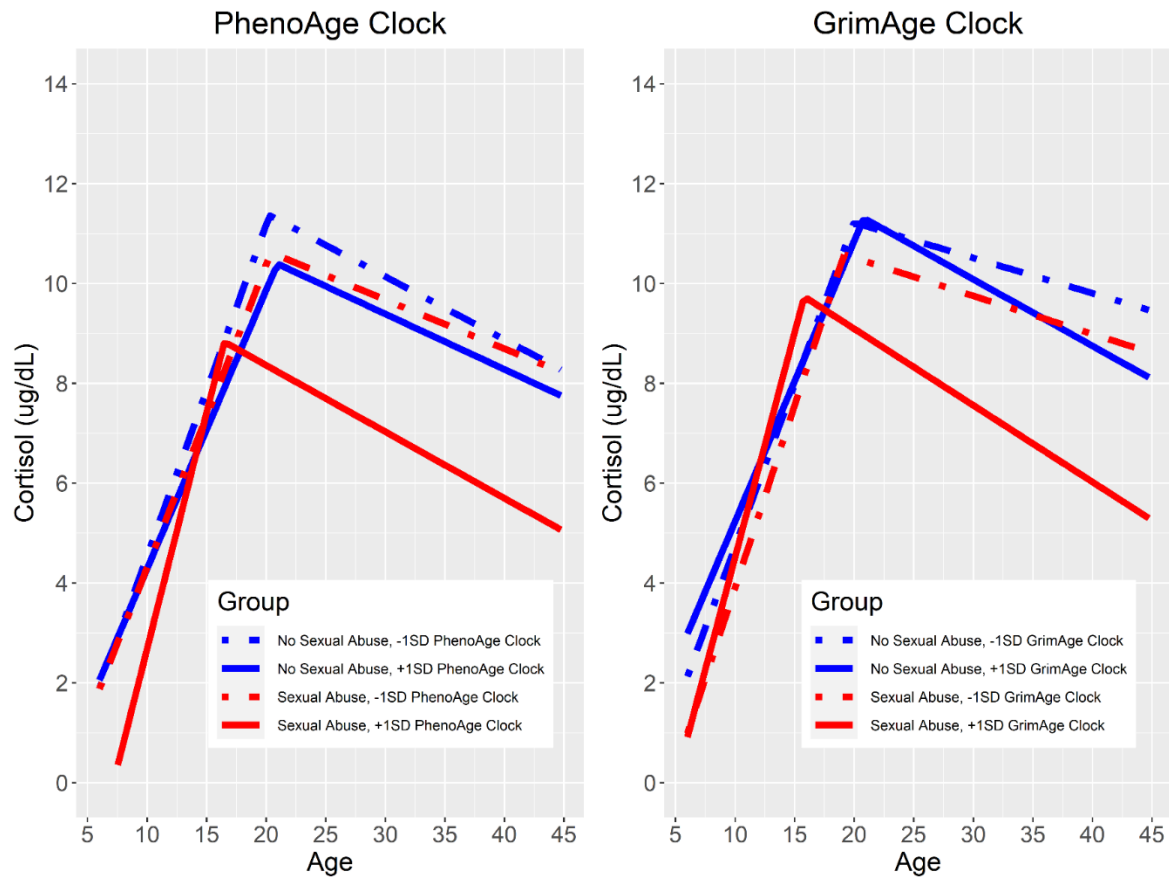 PhenoAge Clock
Cortisol (ug/dL)
14
12
10
8
6
4
2
0
Group
No Sexual Abuse, -1SD PhenoAge Clock
No Sexual Abuse, +1SD PhenoAge Clock
Sexual Abuse, -1SD PhenoAge Clock
Sexual Abuse, +1SD PhenoAge Clock
5 10 15 20 25 30 35 40 45
Age
GrimAge Clock
Cortisol (ug/dL)
14
12
10
8
6
4
2
0
Group
No Sexual Abuse, -1SD GrimAge Clock
No Sexual Abuse, +1SD GrimAge Clock
Sexual Abuse, -1SD GrimAge Clock
Sexual Abuse, +1SD GrimAge Clock
5 10 15 20 25 30 35 40 45
Age